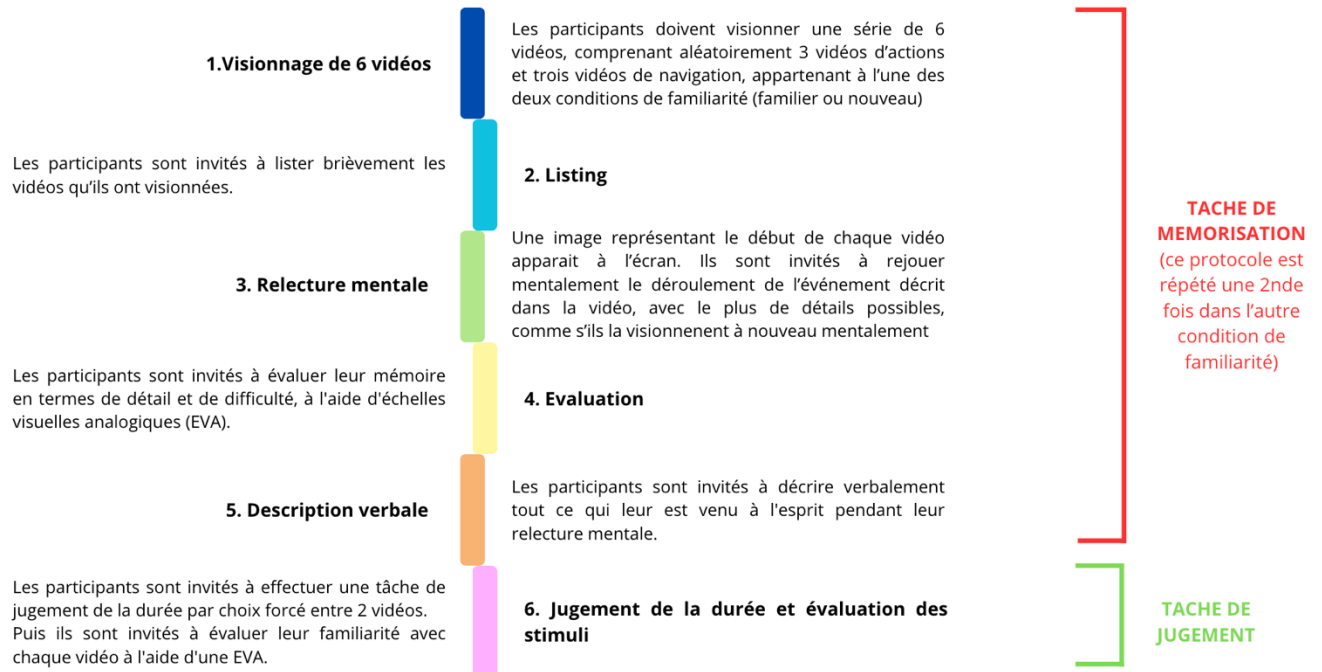 1.Visionnage de 6 vidéos
Les participants doivent visionner une série de 6
vidéos, comprenant aléatoirement 3 vidéos d'actions
et trois vidéos de navigation, appartenant à l'une des
deux conditions de familiarité (familier ou nouveau)
Les participants sont invités à lister brièvement les
vidéos qu'ils ont visionnées.
2. Listing
3. Relecture mentale
Une image représentant le début de chaque vidéo
apparait à l'écran. Ils sont invités à rejouer
mentalement le déroulement de l'événement décrit
dans la vidéo, avec le plus de détails possibles,
comme s'ils la visionnenent à nouveau mentalement
Les participants sont invités à évaluer leur mémoire
en termes de détail et de difficulté, à l'aide d'échelles
visuelles analogiques (EVA).
4. Evaluation
5. Description verbale
Les participants sont invités à décrire verbalement
tout ce qui leur est venu à l'esprit pendant leur
relecture mentale.
Les participants sont invités à effectuer une tâche de
jugement de la durée par choix forcé entre 2 vidéos.
Puis ils sont invités à évaluer leur familiarité avec
chaque vidéo à l'aide d'une EVA.
6. Jugement de la durée et évaluation des
stimuli
TACHE DE
MEMORISATION
(ce protocole est
répété une 2nde
fois dans l'autre
condition de
familiarité)
TACHE DE
JUGEMENT